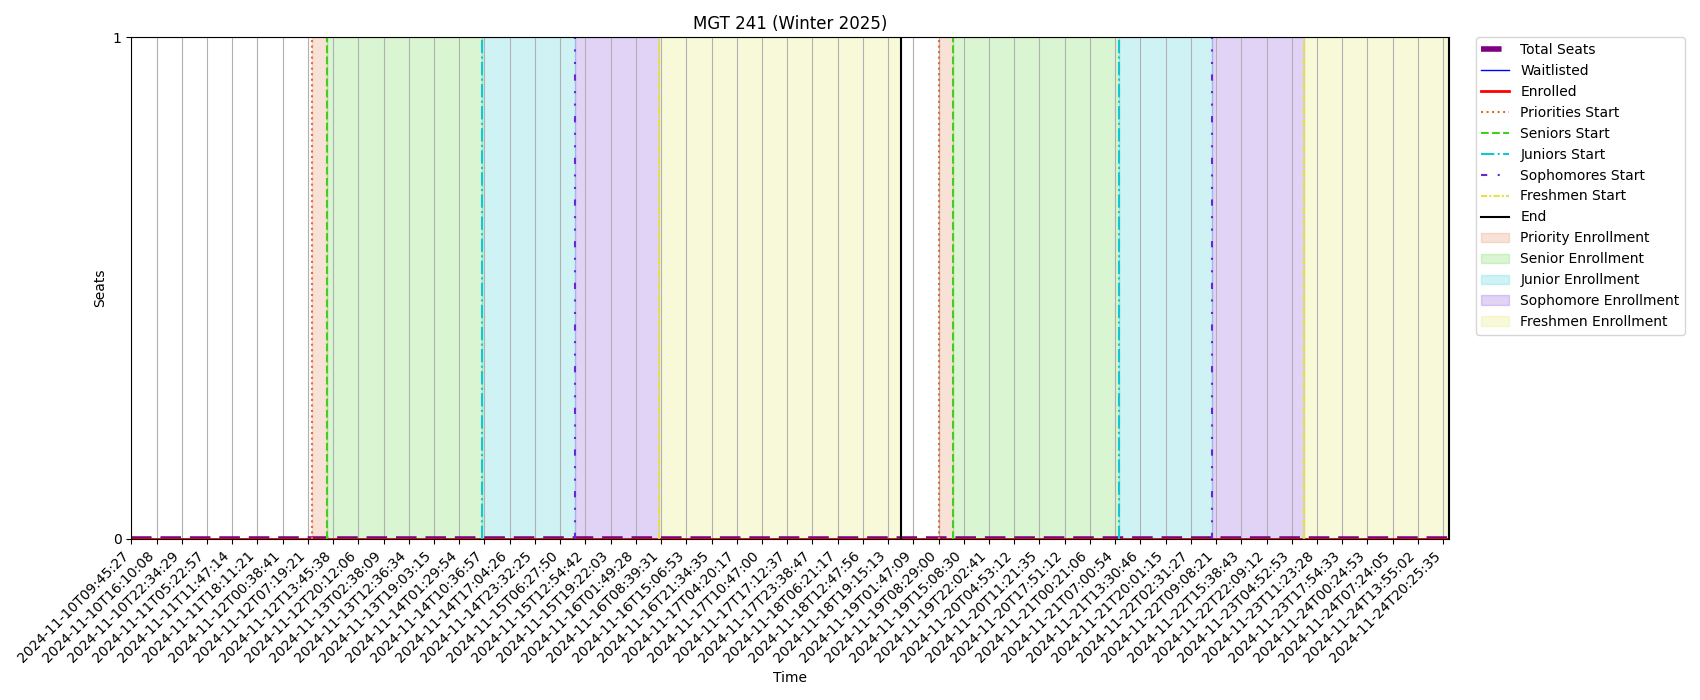 MGT 241 (Winter 2025)
1
0
Seats
2024-11-10T09:45:27
2024-11-10T16:10:08
2024-11-10T22:34:29
2024-11-11T05:22:57
2024-11-11T11:47:14
2024-11-11T18:11:21
2024-11-12T00:38:41
2024-11-12T07:19:21
2024-11-12T13:45:38
2024-11-12T20:12:06
2024-11-13T02:38:09
2024-11-13T12:36:34
2024-11-13T19:03:15
2024-11-14T01:29:54
2024-11-14T10:36:57
2024-11-14T17:04:26
2024-11-14T23:32:25
2024-11-15T06:27:50
2024-11-15T12:54:42
2024-11-15T19:22:03
2024-11-16T01:49:28
2024-11-16T08:39:31
2024-11-16T15:06:53
2024-11-16T21:34:35
2024-11-17T04:20:17
2024-11-17T10:47:00
2024-11-17T17:12:37
2024-11-17T23:38:47
2024-11-18T06:21:17
2024-11-18T12:47:56
2024-11-18T19:15:13
2024-11-19T01:47:09
2024-11-19T08:29:00
2024-11-19T15:08:30
2024-11-19T22:02:41
2024-11-20T04:53:12
2024-11-20T11:21:35
2024-11-20T17:51:12
2024-11-21T00:21:06
2024-11-21T07:00:54
2024-11-21T13:30:46
2024-11-21T20:01:15
2024-11-22T02:31:27
2024-11-22T09:08:21
2024-11-22T15:38:43
2024-11-22T22:09:12
2024-11-23T04:52:53
2024-11-23T11:23:28
2024-11-23T17:54:33
2024-11-24T00:24:53
2024-11-24T07:24:05
2024-11-24T13:55:02
2024-11-24T20:25:35
Time
Total Seats
Waitlisted
Enrolled
Priorities Start
Seniors Start
Juniors Start
Sophomores Start
Freshmen Start
End
Priority Enrollment
Senior Enrollment
Junior Enrollment
Sophomore Enrollment
Freshmen Enrollment